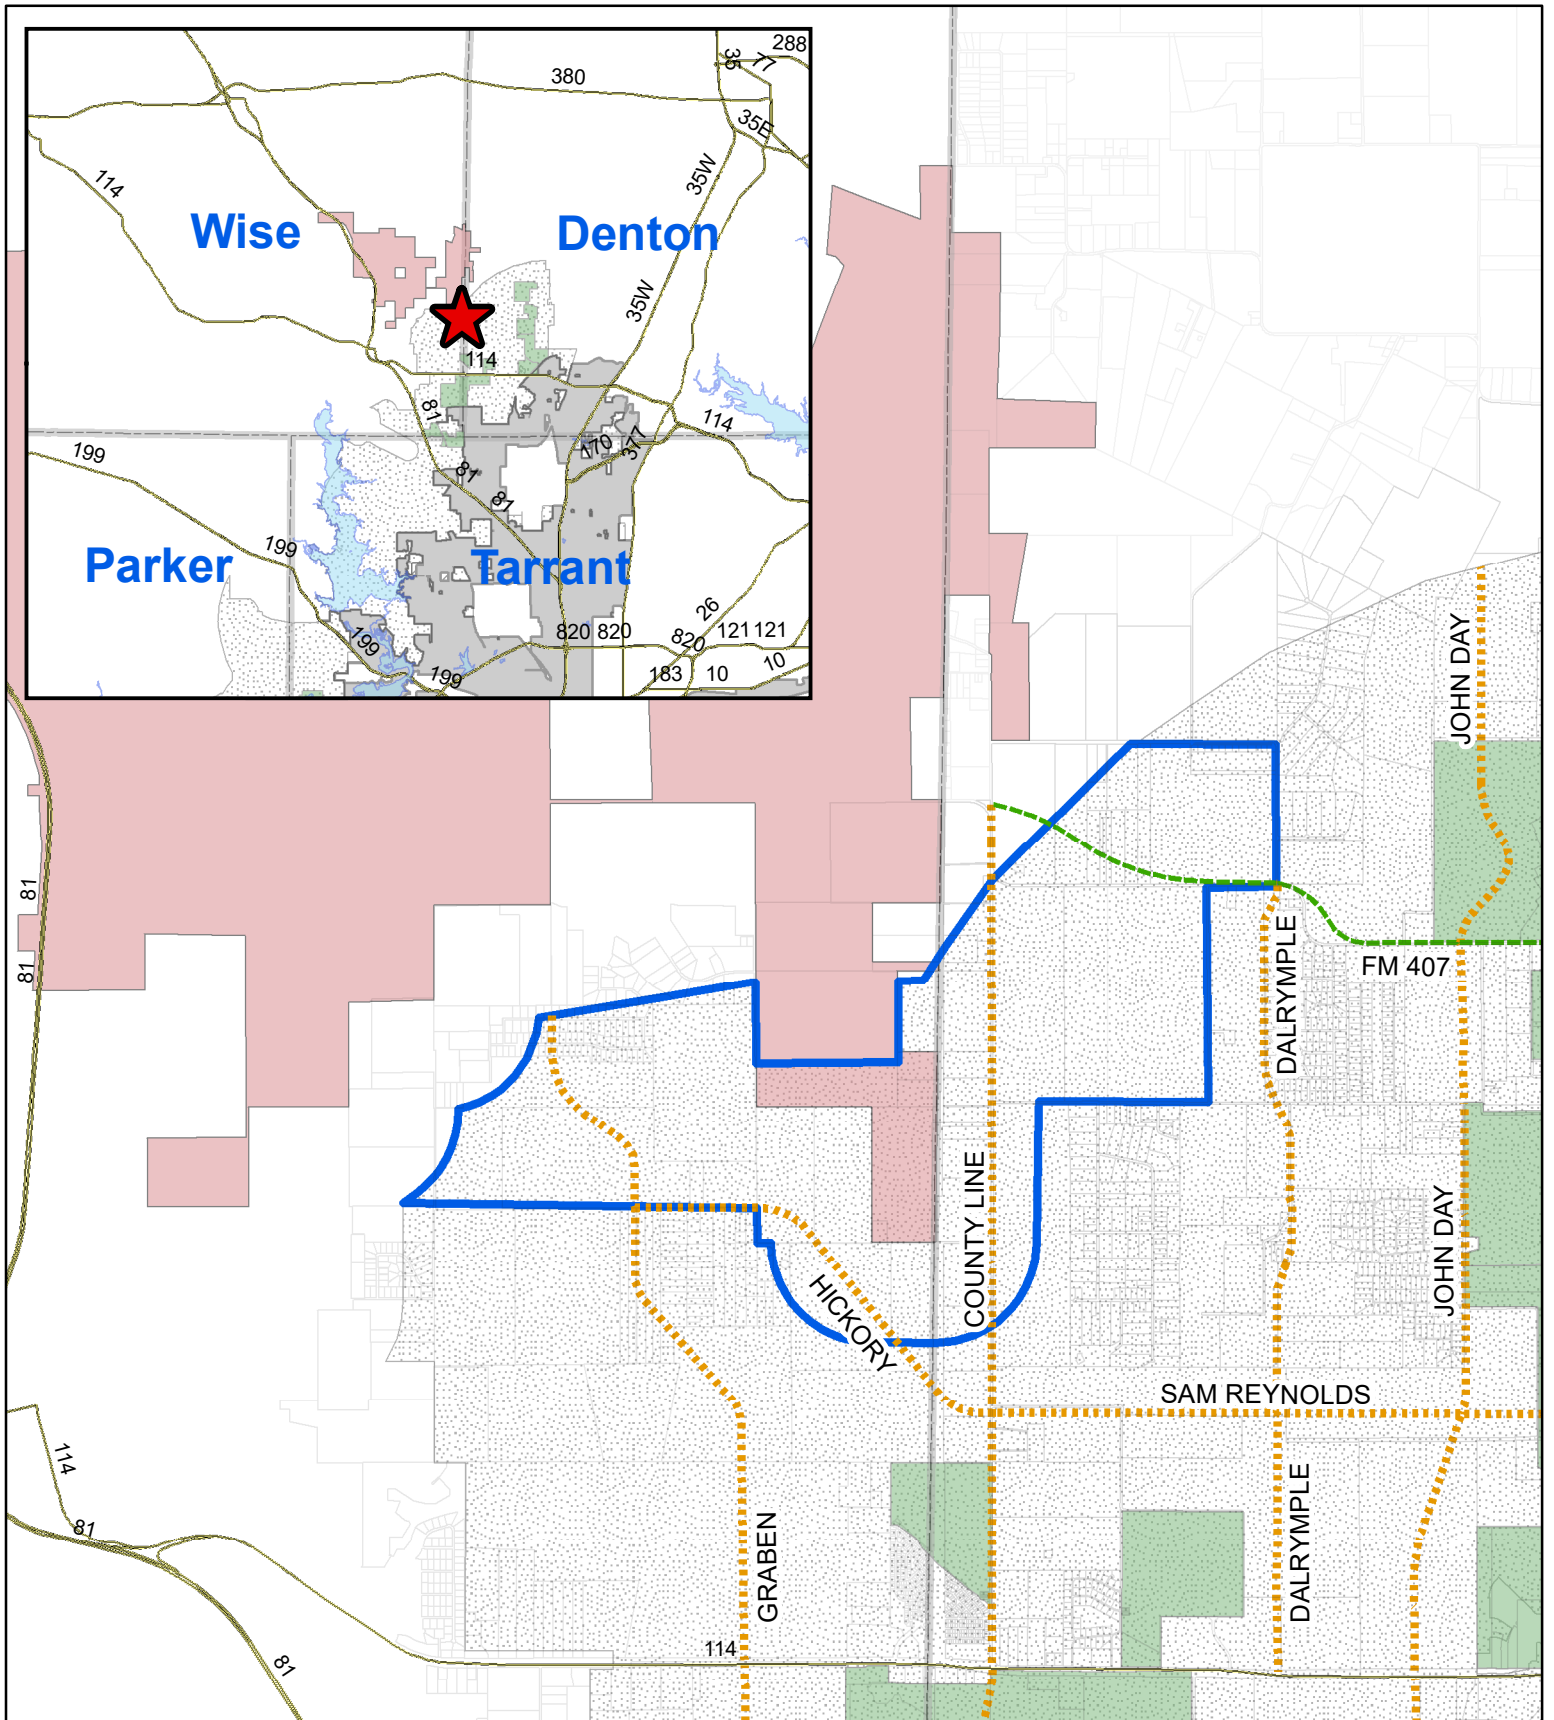 288
35
77
380
35E
114
35W
Wise
Denton
35W
114
81
114
170
377
199
81
81
199
Parker
Tarrant
26
199
820
820
820
121
121
199
183
10
10
JOHN DAY
81
DALRYMPLE
FM 407
81
COUNTY LINE
JOHN DAY
HICKORY
SAM REYNOLDS
114
81
GRABEN
DALRYMPLE
114
81